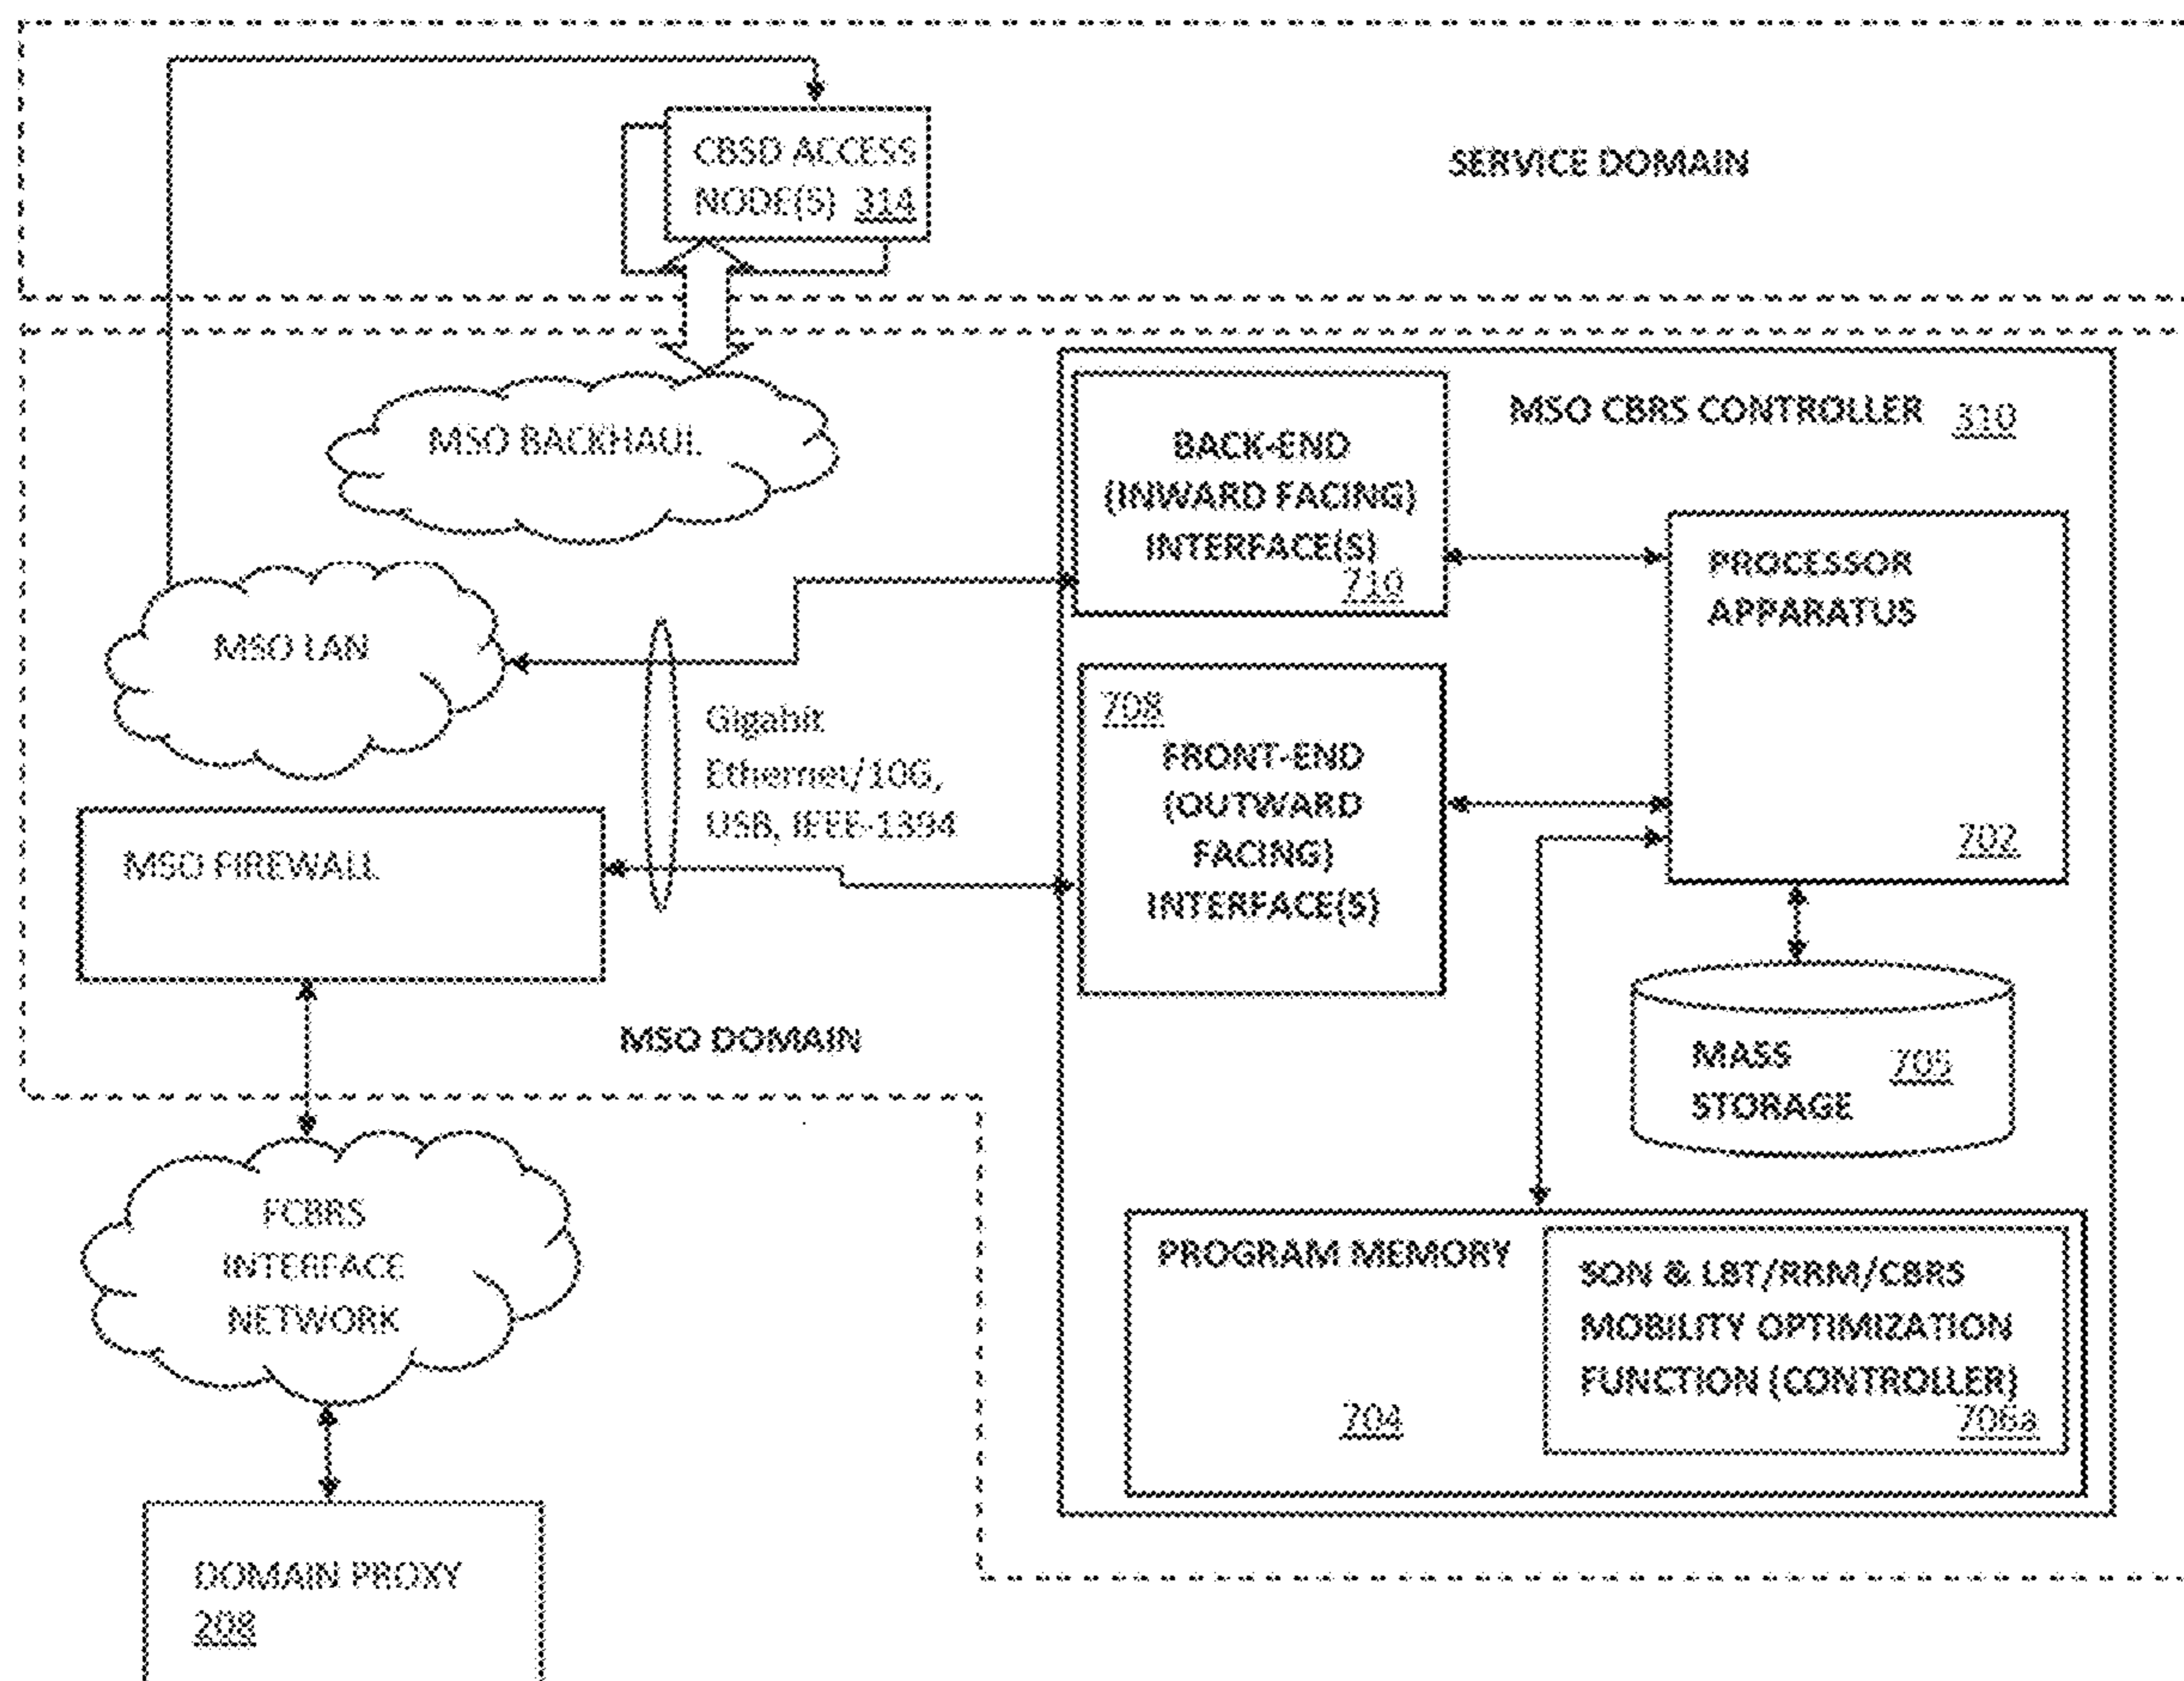 CBSD ACCESS
NODE(S) 314
SERVICE DOMAIN
MSO BACKHAUL
MSO CBRS CONTROLLER 310
BACK-END
(INWARD FACING)
INTERFACE(S)
710
PROCESSOR
APPARATUS
702
MSO LAN
Gigabit
Ethernet/10G,
USB, IEEE-1394
708
FRONT-END
(OUTWARD
FACING)
INTERFACE(S)
MSO FIREWALL
MASS
STORAGE
705
MSO DOMAIN
FCBRS
INTERFACE
NETWORK
PROGRAM MEMORY
704
SON & LBT/RRM/CBRS
MOBILITY OPTIMIZATION
FUNCTION (CONTROLLER)
706a
DOMAIN PROXY
208